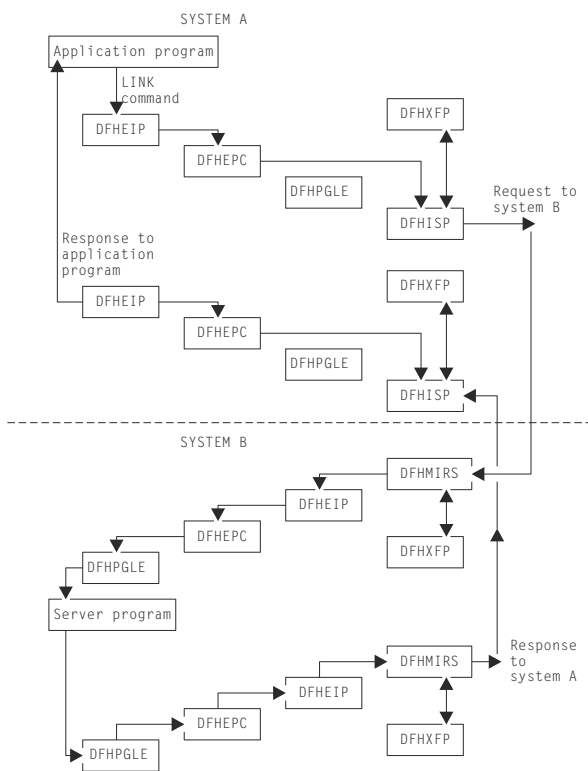 SYSTEM A
Application program
LINK
command
DFHEIP
DFHXFP
DFHEPC
DFHPGLE
DFHISP
Request to
system B
Response to
application
program
DFHEIP
DFHXFP
DFHEPC
DFHPGLE
DFHISP
SYSTEM B
DFHMIRS
DFHEIP
DFHEPC
DFHXFP
DFHPGLE
Server program
DFHMIRS
Response
to
system A
DFHEIP
DFHEPC
DFHXFP
DFHPGLE